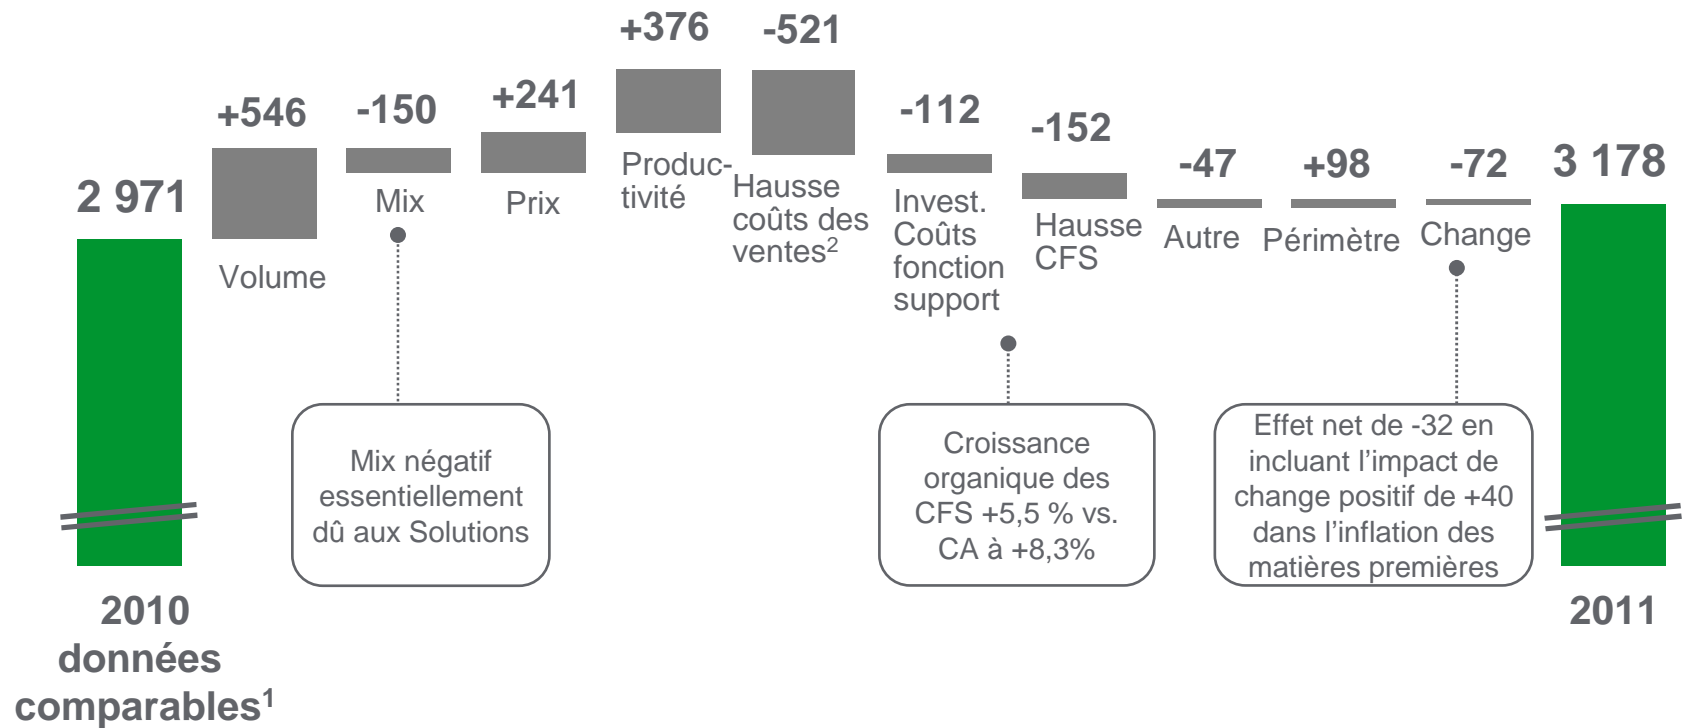 2 971
2010
données
comparables¹
+546
Volume
-150
Mix
+241
Prix
+376
Produc-
tivité
-521
Hausse
coûts des
ventes²
-112
Invest.
Coûts
fonction
support
-152
Hausse
CFS
-47
Autre
+98
Périmètre
-72
Change
3 178
2011
Mix négatif
essentiellement
dû aux Solutions
Croissance
organique des
CFS +5,5 % vs.
CA à +8,3%
Effet net de -32 en
incluant l'impact de
change positif de +40
dans l'inflation des
matières premières